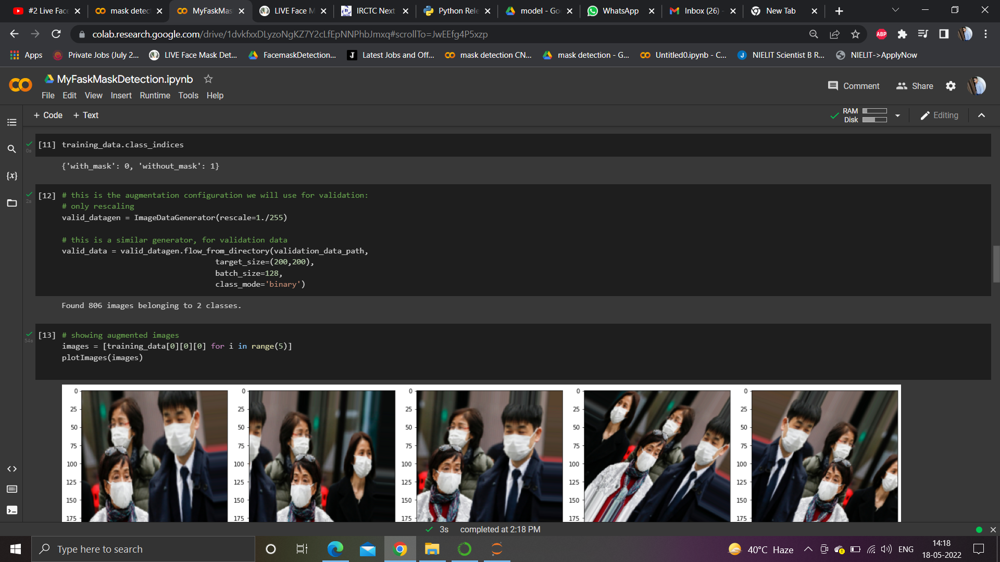 #2 Live Face
mask detec
MyFaskMas
LIVE Face M
IRCTC Next
Python Rele
model - Go
WhatsApp
Inbox (26) -
New Tab
colab.research.google.com/drive/1dvkfxxDLyzoNgKZ7Y2cLfEpNNPhbJmxq#scrollTo=JwEEfg4P5xzp
ABP
Apps
Private Jobs (July 2...
LIVE Face Mask Det...
FacemaskDetection...
Latest Jobs and Off...
mask detection CN...
mask detection - G...
Untitled0.ipynb - C...
NIELIT Scientist B R...
NIELIT->ApplyNow
MyFaskMaskDetection.ipynb
Comment
Share
File Edit View Insert Runtime Tools Help
+ Code + Text
RAM
Disk
Editing
[11] training_data.class_indices
0s
{'with_mask': 0, 'without_mask': 1}
{x}
[12] # this is the augmentation configuration we will use for validation:
2s
# only rescaling
valid_datagen = ImageDataGenerator(rescale=1./255)
# this is a similar generator, for validation data
valid_data = valid_datagen.flow_from_directory(validation_data_path,
target_size=(200,200),
batch_size=128,
class_mode='binary')
Found 806 images belonging to 2 classes.
[13] # showing augmented images
54s
images = [training_data[0][0][0] for i in range(5)]
plotImages(images)
0 0 0 0 0
25 25 25 25 25
50 50 50 50 50
75 75 75 75 75
100 100 100 100 100
125 125 125 125 125
150 150 150 150 150
175 175 175 175 175
3s completed at 2:18 PM
Type here to search
40°C Haze
ENG
14:18
18-05-2022